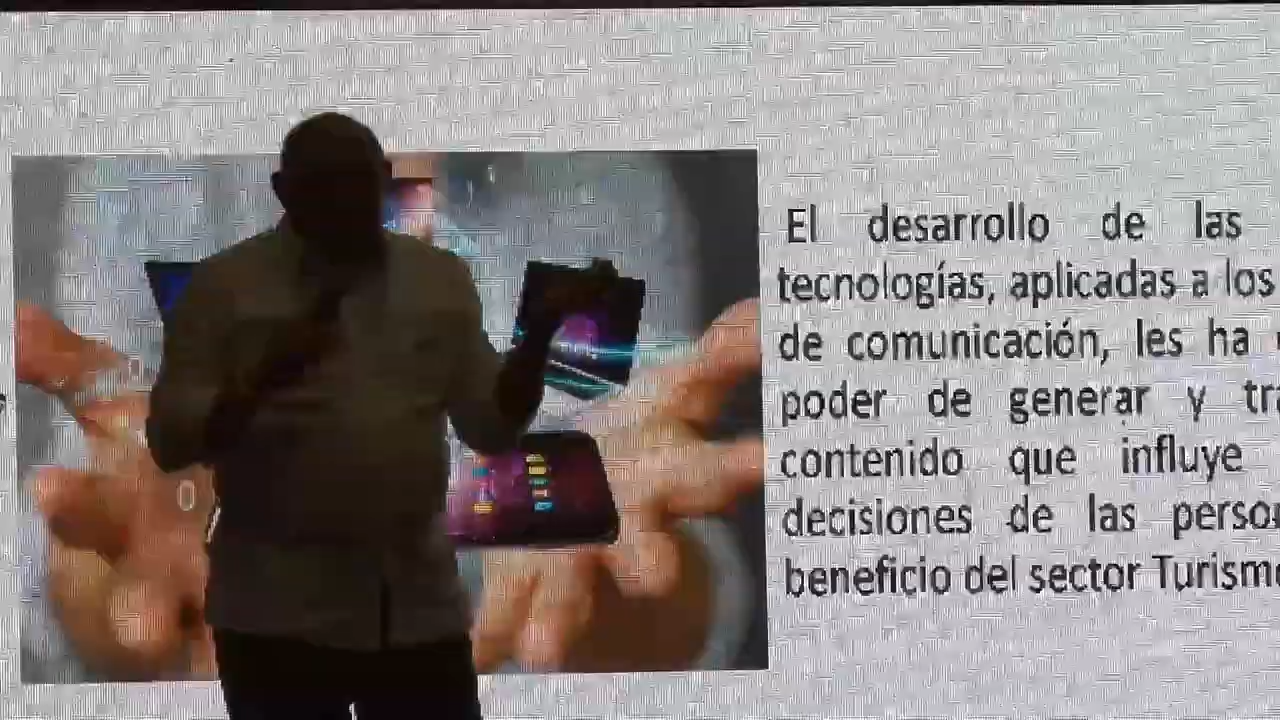 El desarrollo de las
tecnologías, aplicadas a los
de comunicación, les ha
poder de generar y
contenido que influye
decisiones de las
beneficio del sector